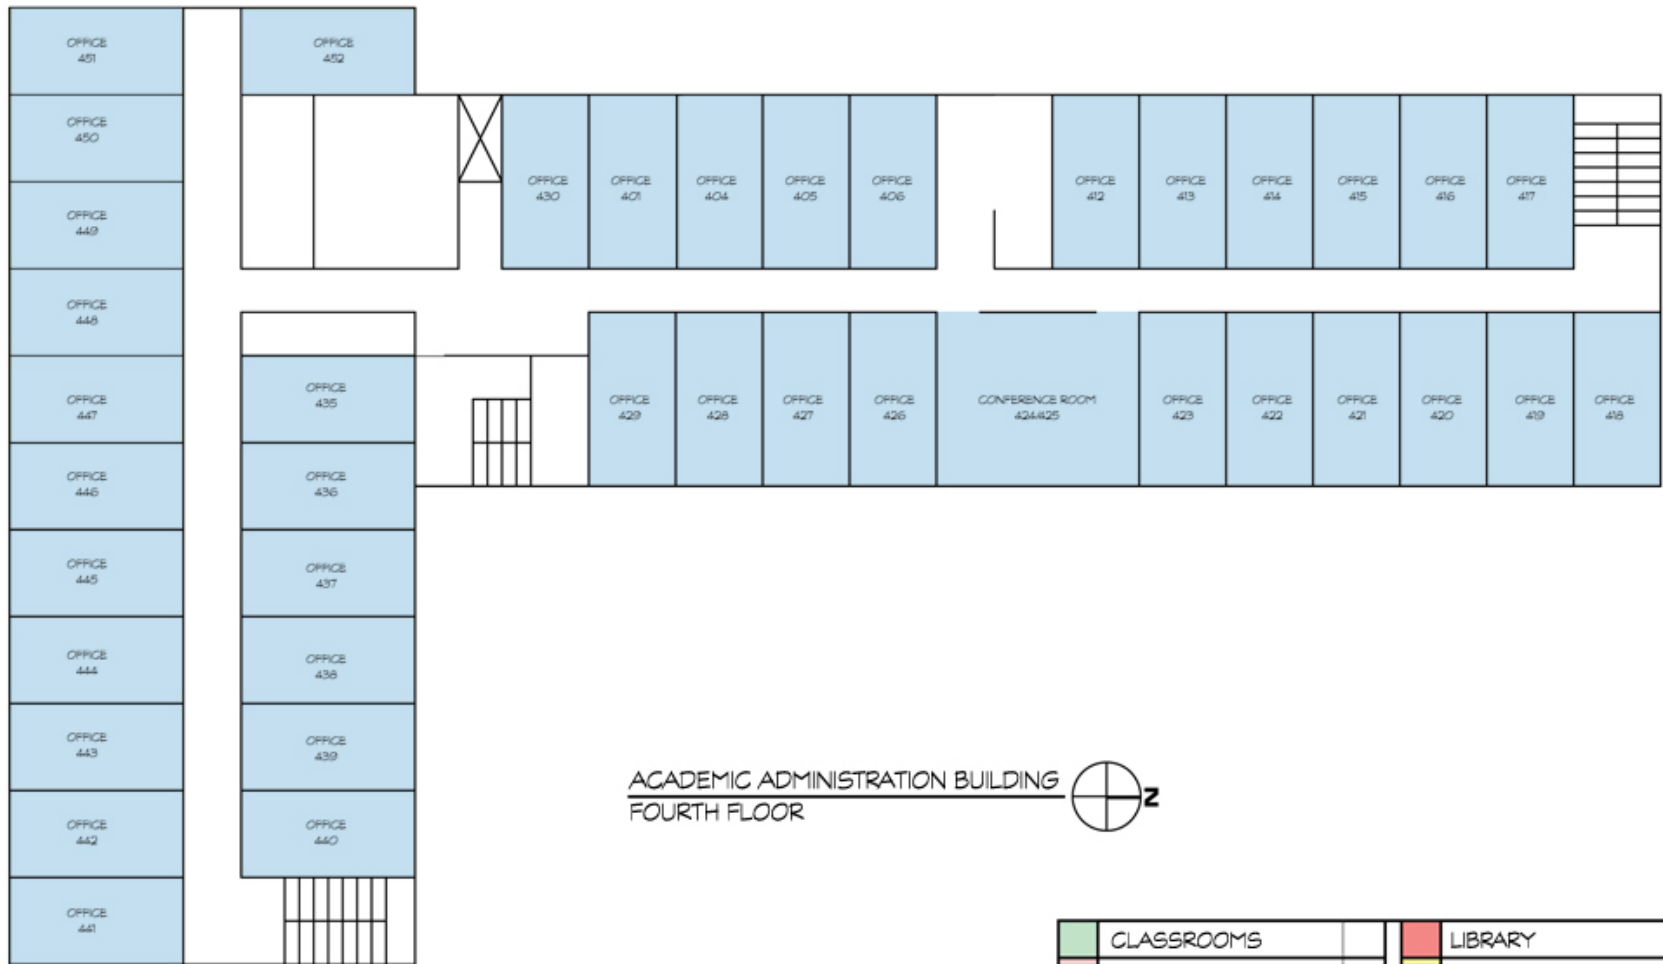 OFFICE
451
OFFICE
452
OFFICE
450
OFFICE
449
OFFICE
448
OFFICE
447
OFFICE
446
OFFICE
445
OFFICE
444
OFFICE
443
OFFICE
442
OFFICE
441
OFFICE
435
OFFICE
436
OFFICE
437
OFFICE
438
OFFICE
439
OFFICE
440
OFFICE
430
OFFICE
401
OFFICE
404
OFFICE
405
OFFICE
406
OFFICE
412
OFFICE
413
OFFICE
414
OFFICE
415
OFFICE
416
OFFICE
417
OFFICE
429
OFFICE
428
OFFICE
427
OFFICE
426
CONFERENCE ROOM
424/425
OFFICE
423
OFFICE
422
OFFICE
421
OFFICE
420
OFFICE
419
OFFICE
418
ACADEMIC ADMINISTRATION BUILDING
FOURTH FLOOR
N
CLASSROOMS
LIBRARY